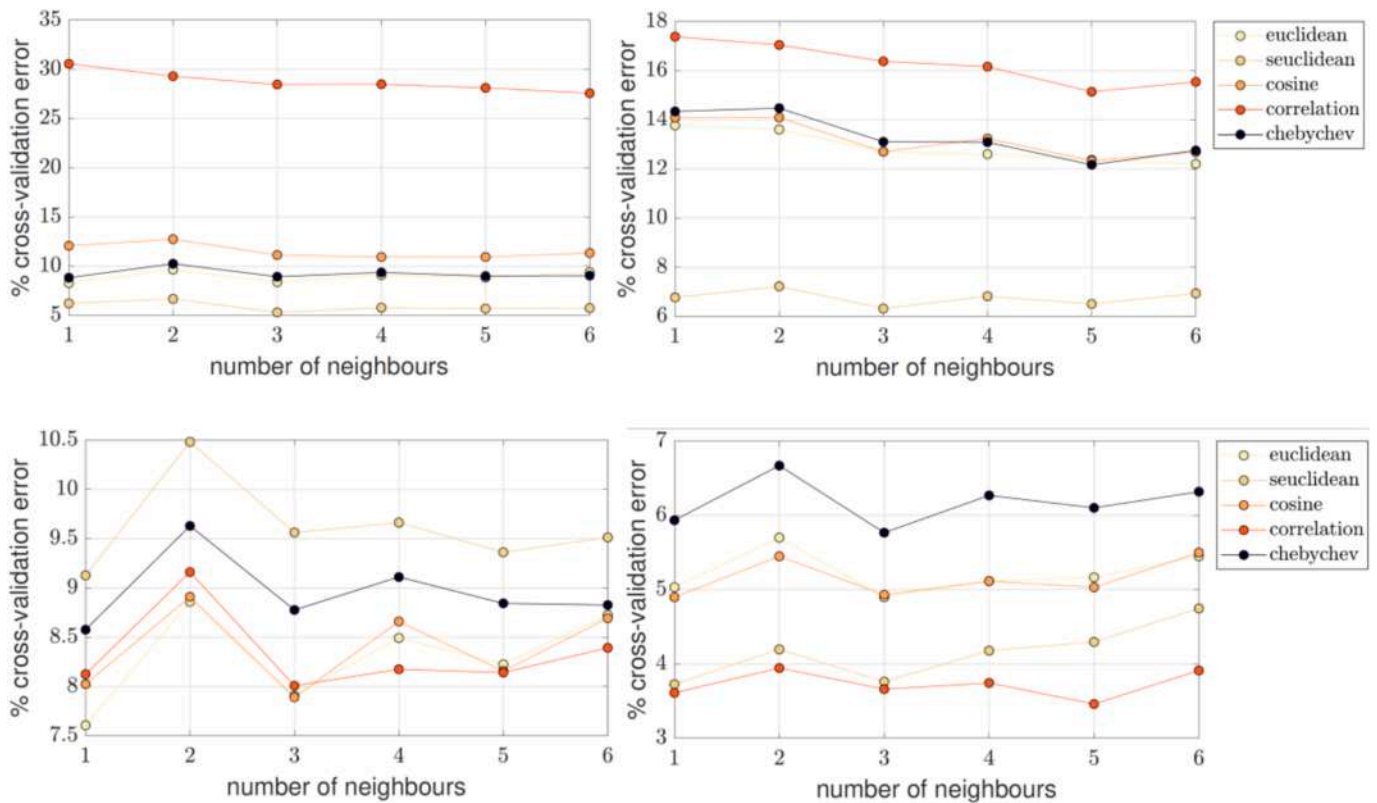 35
30
25
20
15
10
5
1 2 3 4 5 6
% cross-validation error
number of neighbours
18
16
14
12
10
8
6
1 2 3 4 5 6
% cross-validation error
number of neighbours
euclidean
seuclidean
cosine
correlation
chebychev
10.5
10
9.5
9
8.5
8
7.5
1 2 3 4 5 6
% cross-validation error
number of neighbours
7
6
5
4
3
1 2 3 4 5 6
% cross-validation error
number of neighbours
euclidean
seuclidean
cosine
correlation
chebychev